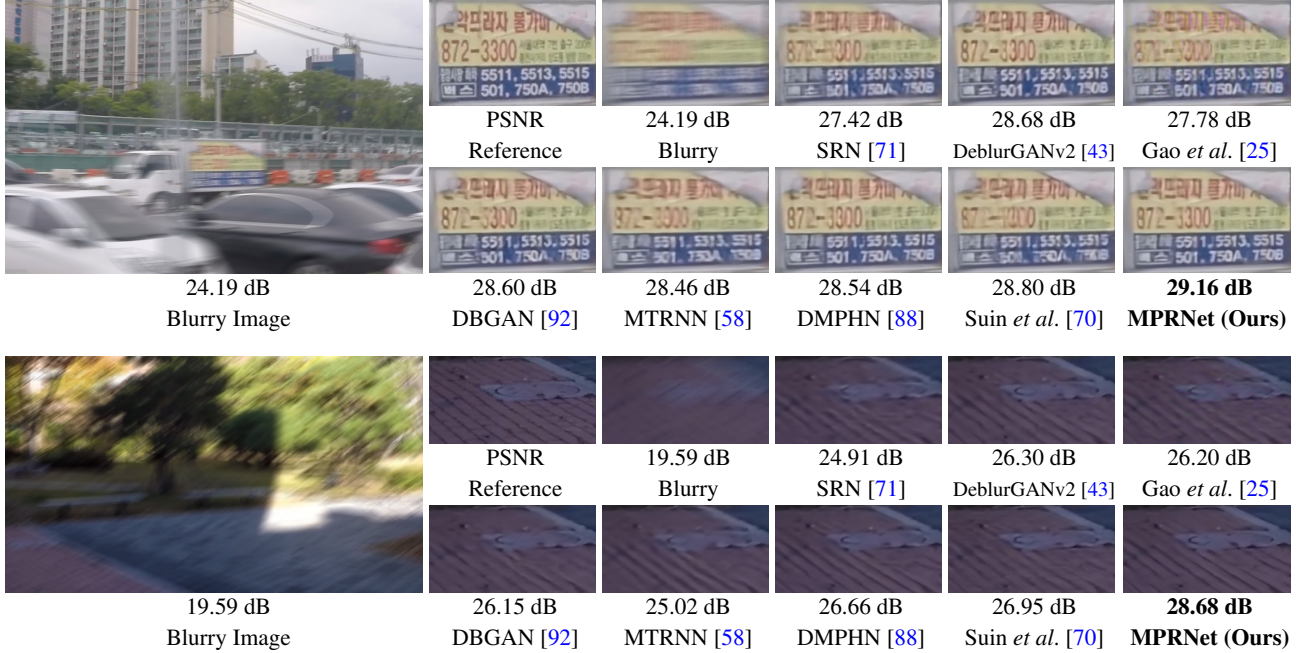 872-3300
5511, 5513, 5515
버스 501, 750A, 750B
PSNR 24.19 dB 27.42 dB 28.68 dB 27.78 dB
Reference Blurry SRN [71] DeblurGANv2 [43] Gao et al. [25]
24.19 dB 28.60 dB 28.46 dB 28.54 dB 28.80 dB 29.16 dB
Blurry Image DBGAN [92] MTRNN [58] DMPHN [88] Suin et al. [70] MPRNet (Ours)
PSNR 19.59 dB 24.91 dB 26.30 dB 26.20 dB
Reference Blurry SRN [71] DeblurGANv2 [43] Gao et al. [25]
19.59 dB 26.15 dB 25.02 dB 26.66 dB 26.95 dB 28.68 dB
Blurry Image DBGAN [92] MTRNN [58] DMPHN [88] Suin et al. [70] MPRNet (Ours)